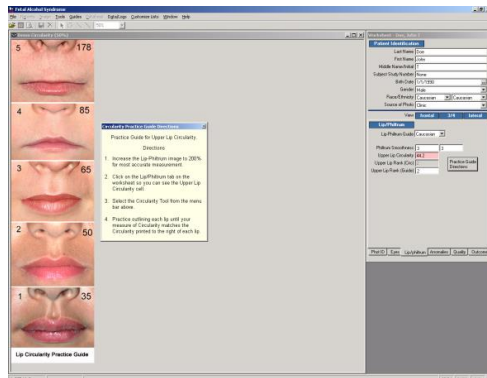 Fetal Alcohol Syndrome
Tools Guides Window Help
5 178
4 85
3 65
2 50
1 35
Lip Circularity Practice Guide
Circularity Practice Guide Directions
Practice Guide for Upper Lip Circularity
Directions
1. Increase the Lip-Philtrum image to 200%
for most accurate measurement.
2. Click on the Lip/Philtrum tab on the
worksheet so you can see the Upper Lip
Circularity cell.
3. Select the Circularity Tool from the menu
bar above.
4. Practice outlining each lip until your
measure of Circularity matches the
Circularity printed to the right of each lip.
Patient Identification
Last Name Doe
First Name John
Middle Name/Initial
Subject Study Number None
Birth Date
Gender Male
Race/Ethnicity Caucasian Caucasian
Source of Photo Clinic
View frontal 3/4 lateral
Lip/Philtrum
Lip-Philtrum Guide Caucasian
Philtrum Smoothness
Upper Lip Circularity
Upper Lip Rank (Circ)
Upper Lip Rank (Guide)
Practice Guide
Directions
Photo ID Eyes Lip/philtrum Anomalies Quality Outcome